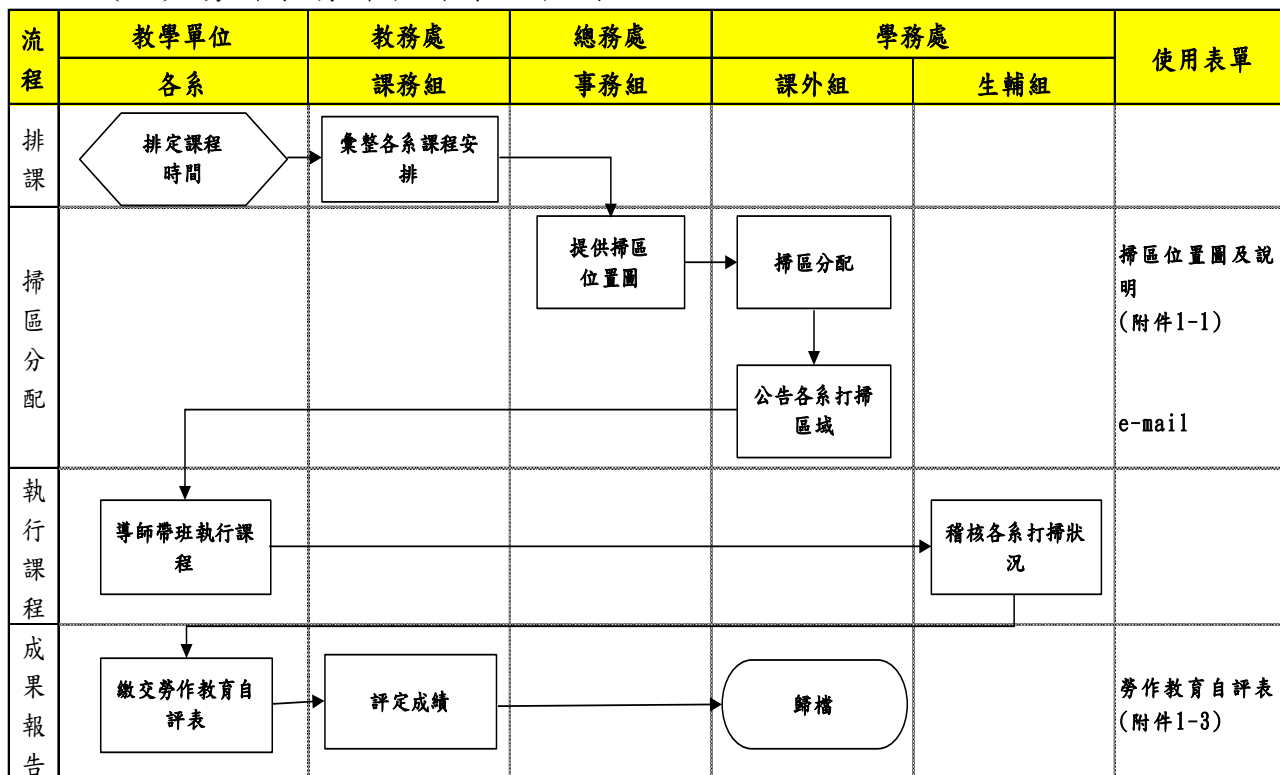 流程
教學單位
教務處
總務處
學務處
使用表單
各系
課務組
事務組
課外組
生輔組
排課
排定課程
時間
彙整各系課程安
排
掃區分配
提供掃區
位置圖
掃區分配
掃區位置圖及說
明
(附件1-1)
公告各系打掃
區域
e-mail
執行課程
導師帶班執行課
程
稽核各系打掃狀
況
成果報告
繳交勞作教育自
評表
評定成績
歸檔
勞作教育自評表
(附件1-3)